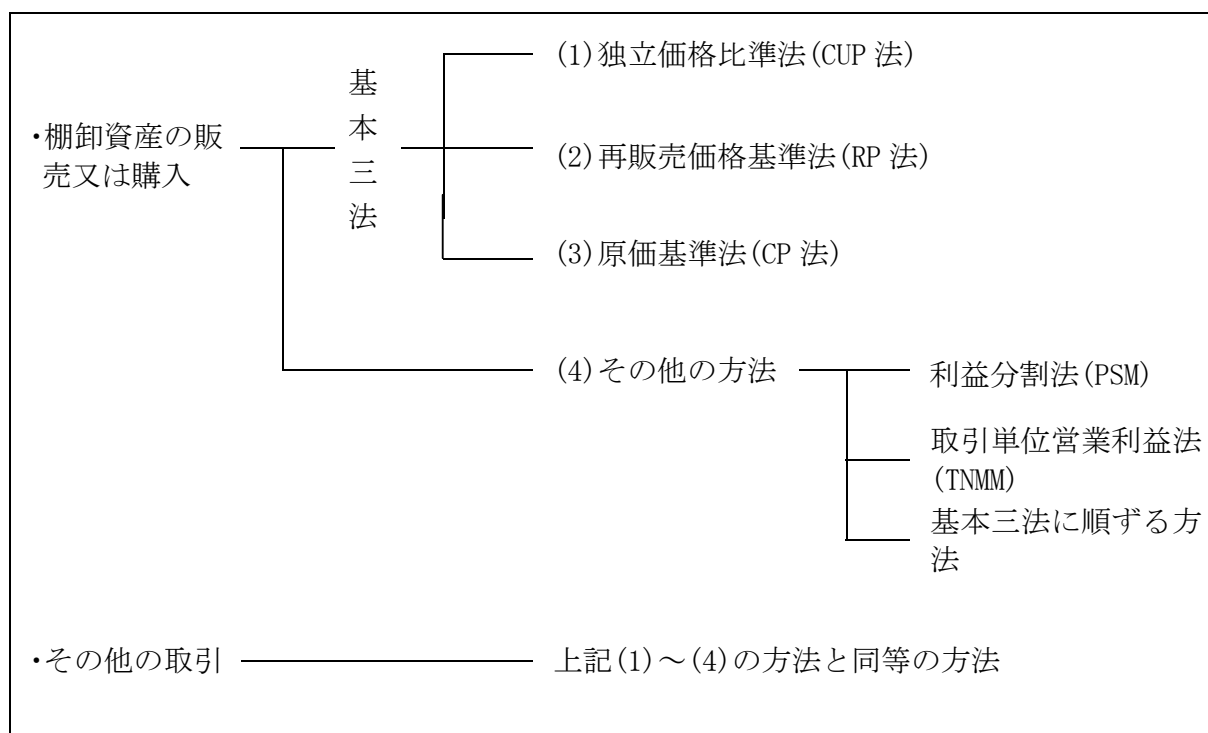 (1)独立価格比準法(CUP 法)
基本三法
・棚卸資産の販
売又は購入
(2)再販売価格基準法(RP 法)
(3)原価基準法(CP 法)
(4)その他の方法
利益分割法(PSM)
取引単位営業利益法
(TNMM)
基本三法に順ずる方
法
・その他の取引
上記(1)～(4)の方法と同等の方法